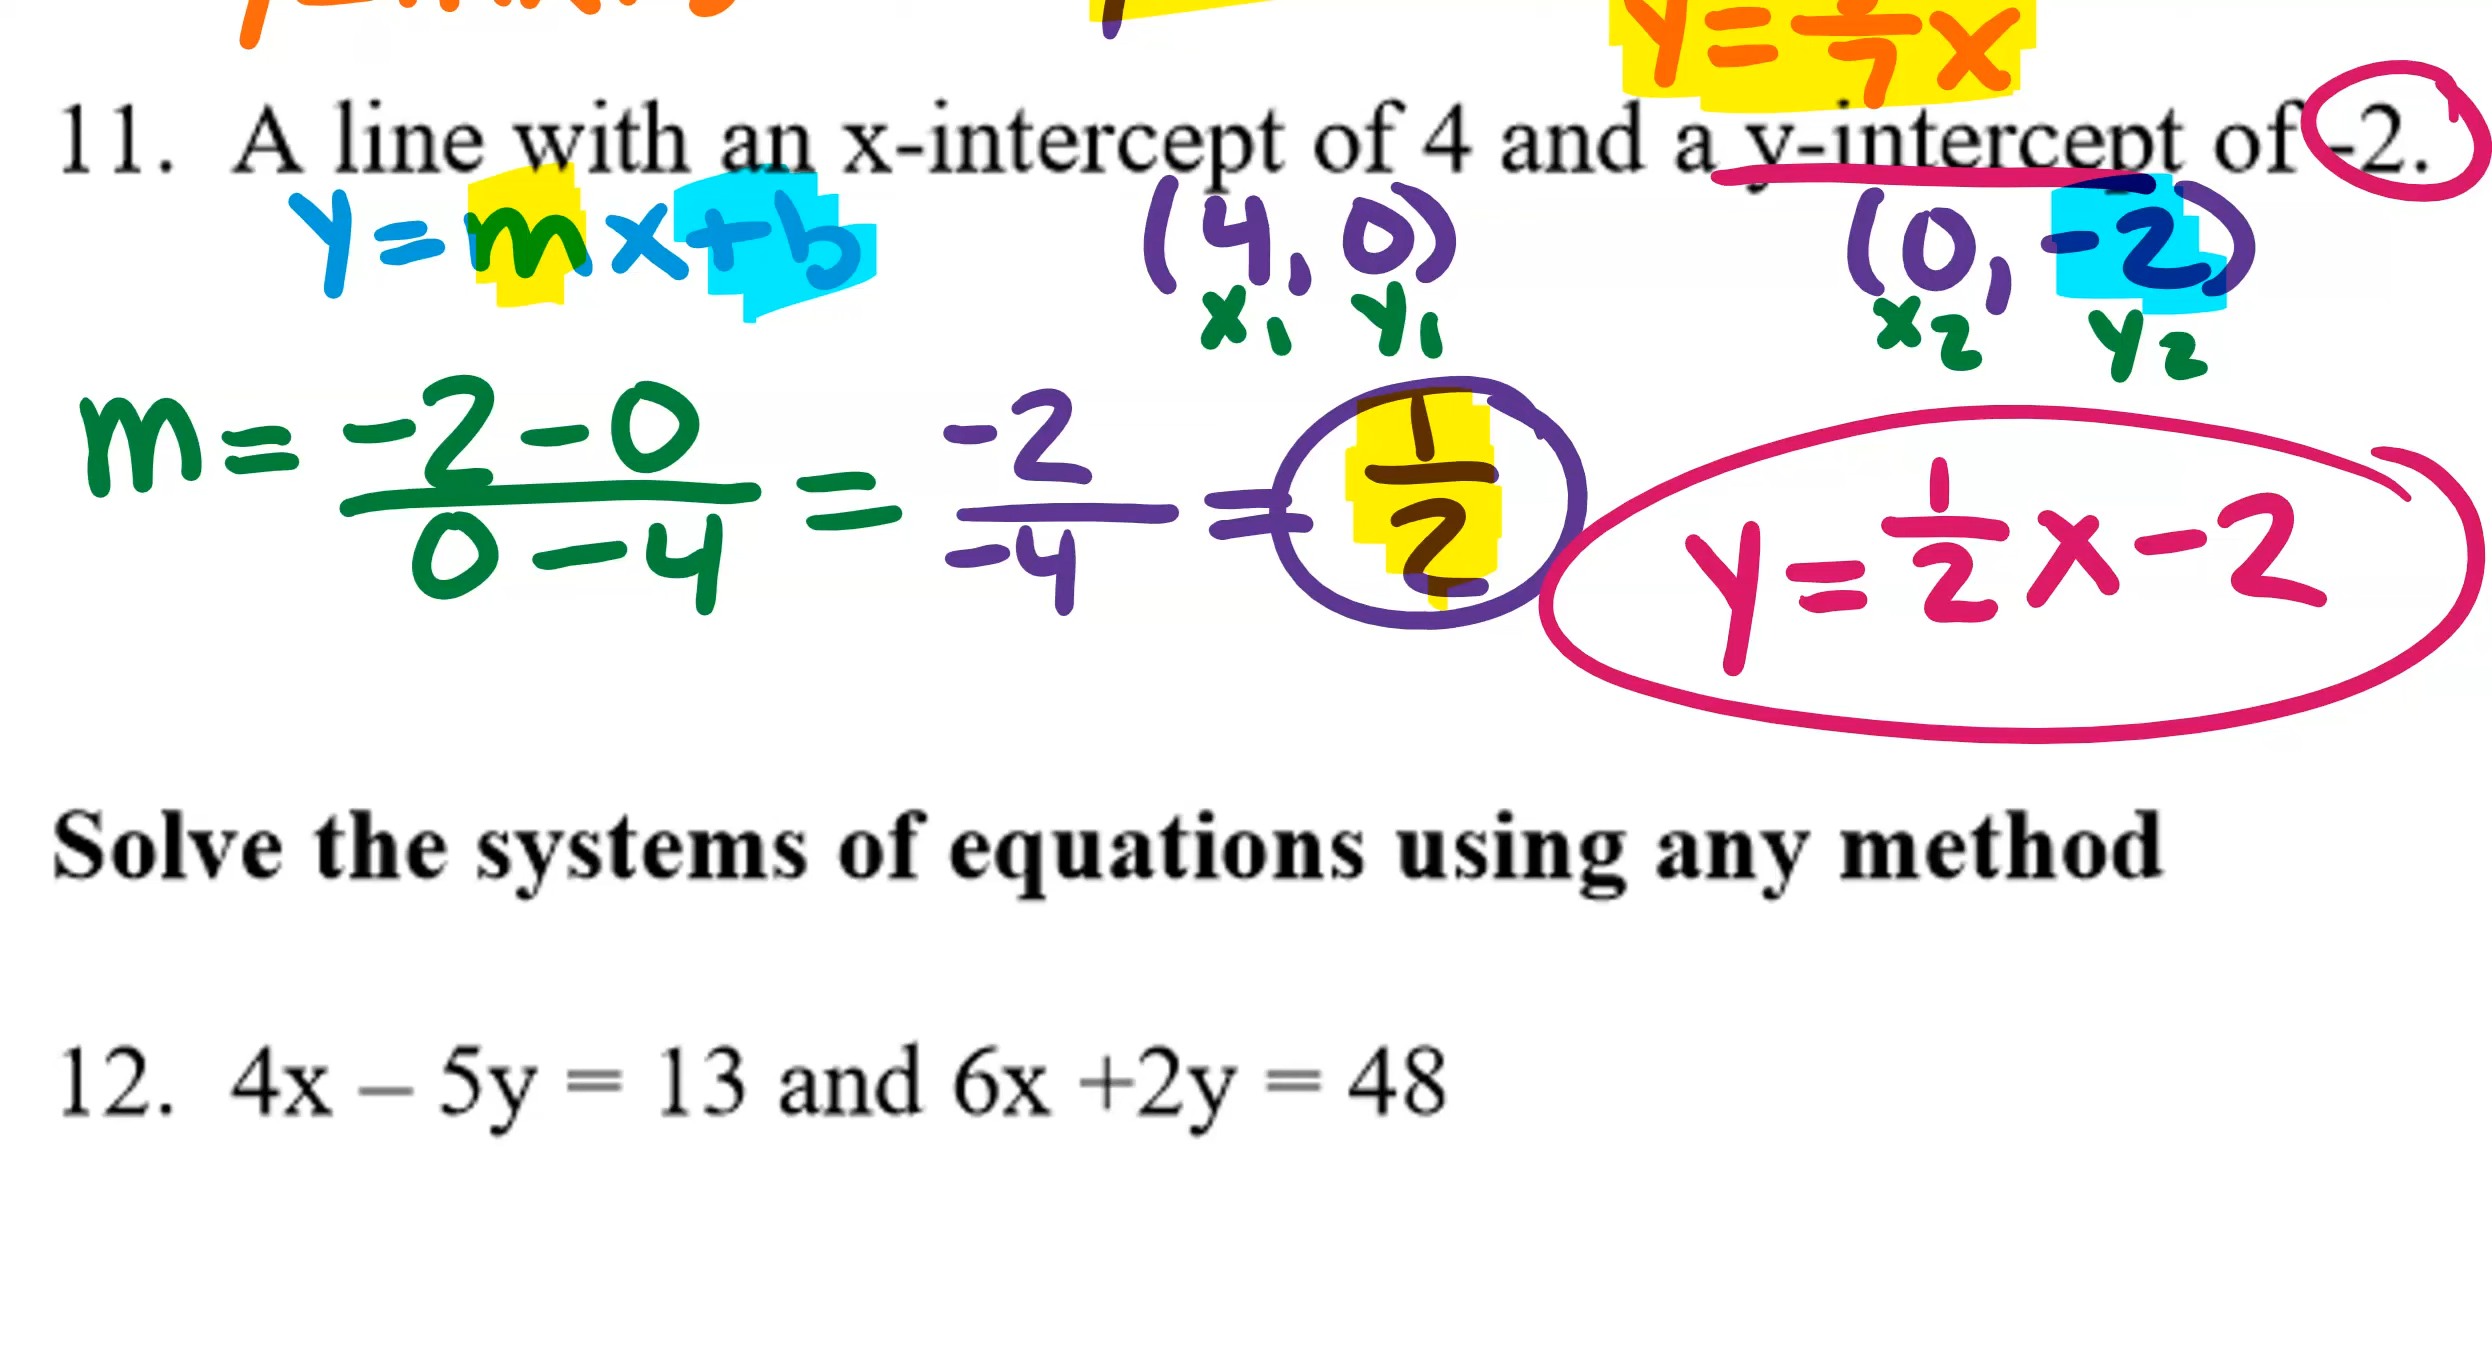 y=_/7 x
11. A line with an x-intercept of 4 and a y-intercept of -2.
y=mx+b (4,0) (0,-2)
x₁ y₁ x₂ y₂
m= (-2-0)/(0-4) = -2/-4 = 1/2 y=1/2 x-2
Solve the systems of equations using any method
12. 4x – 5y = 13 and 6x +2y = 48